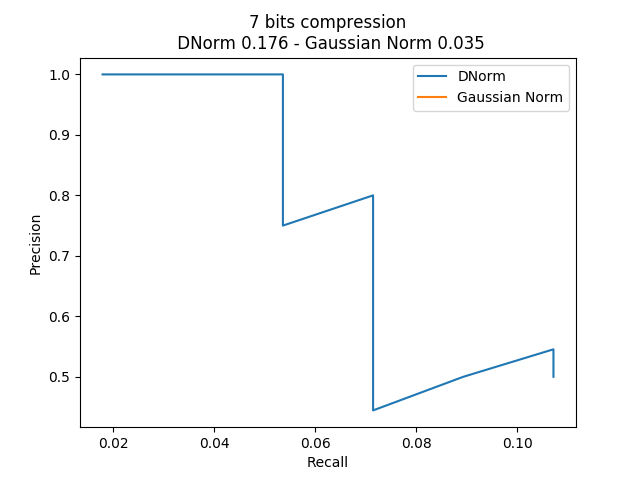 7 bits compression
DNorm 0.176 - Gaussian Norm 0.035
DNorm
Gaussian Norm
1.0
0.9
0.8
0.7
0.6
0.5
Precision
0.02 0.04 0.06 0.08 0.10
Recall